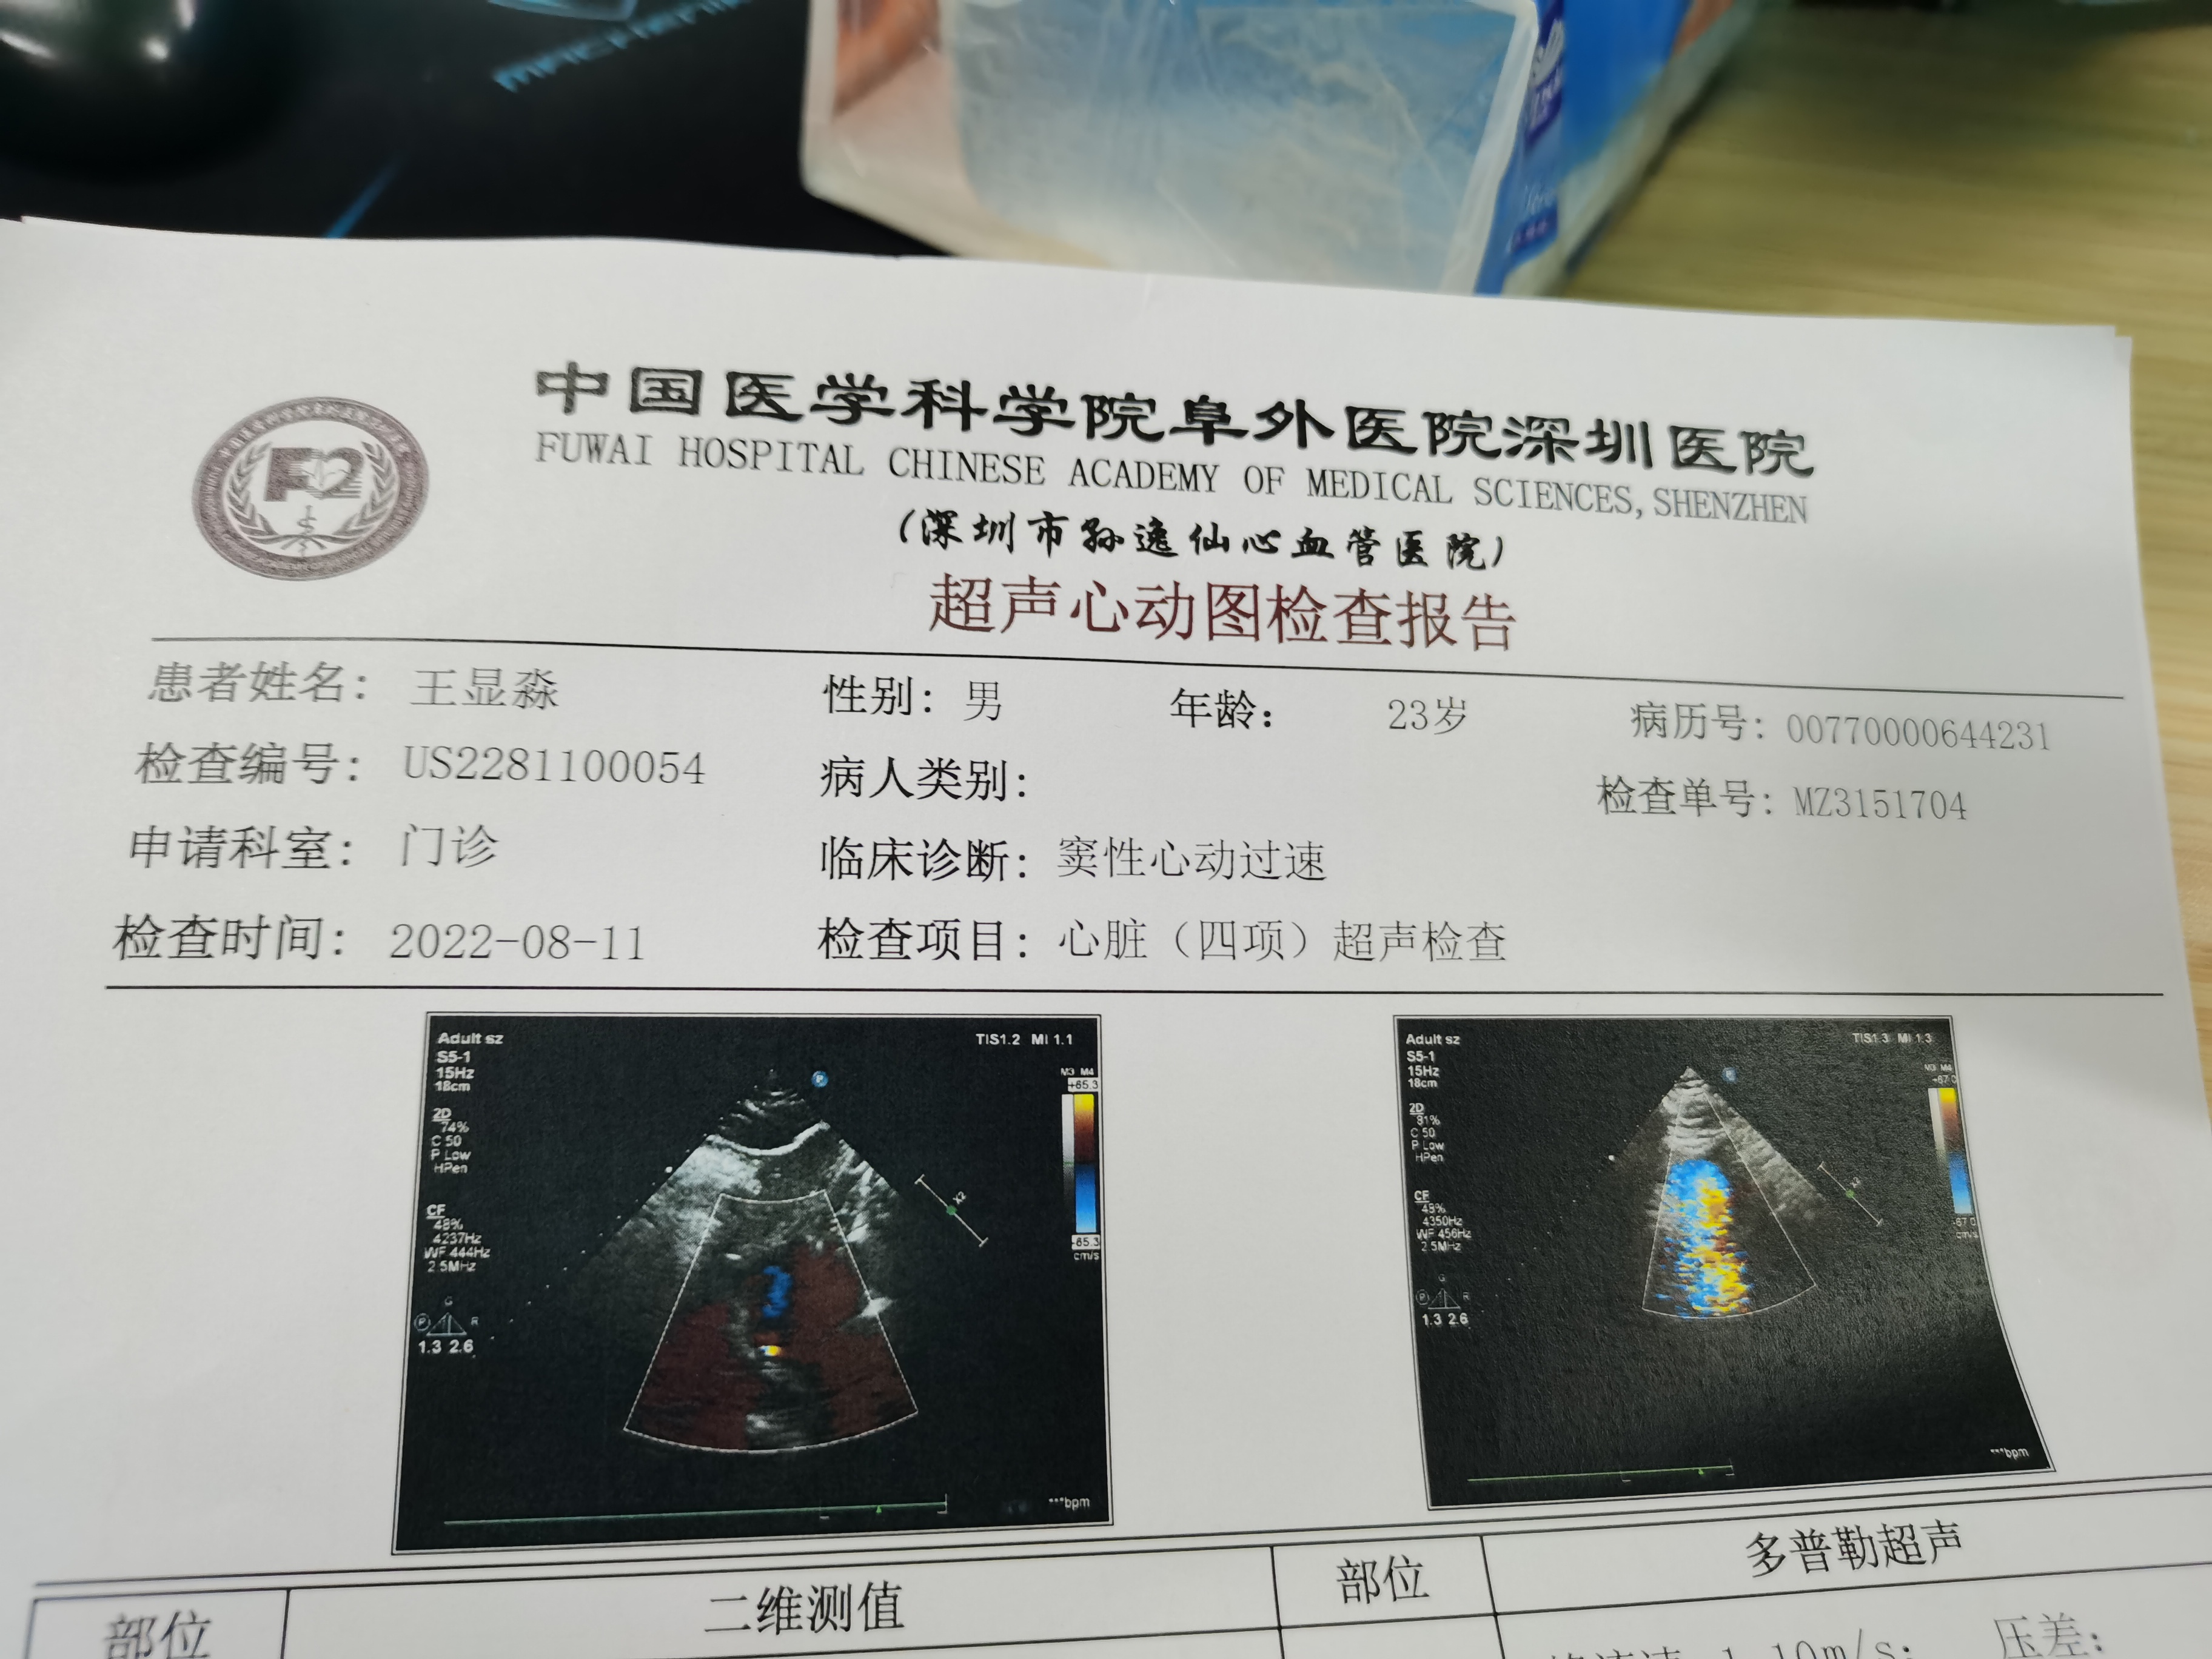 中国医学科学院阜外医院深圳医院
FUWAI HOSPITAL CHINESE ACADEMY OF MEDICAL SCIENCES, SHENZHEN
(深圳市孙逸仙心血管医院)
超声心动图检查报告
患者姓名: 王显淼 性别: 男 年龄: 23岁 病历号: 00770000644231
检查编号: US2281100054 病人类别: 检查单号: MZ3151704
申请科室: 门诊 临床诊断: 窦性心动过速
检查时间: 2022-08-11 检查项目: 心脏（四项）超声检查
Adult sz TIS1.2 MI 1.1
S5-1
15Hz
18cm
M3 M4
+65.3
2D
74%
C 50
P Low
HPen
X2
CF
48%
4237Hz
WF 444Hz
2.5MHz
-65.3
cm/s
G
P R
1.3 2.6
***bpm
Adult sz TIS1.3 MI 1.3
S5-1
15Hz
18cm
M3 M4
+67.0
2D
81%
C 50
P Low
HPen
CF
48%
4350Hz
WF 456Hz
2.5MHz
-67.0
cm/s
G
P R
1.3 2.6
***bpm
部位 二维测值 部位 多普勒超声
1.10m/s; 压差: